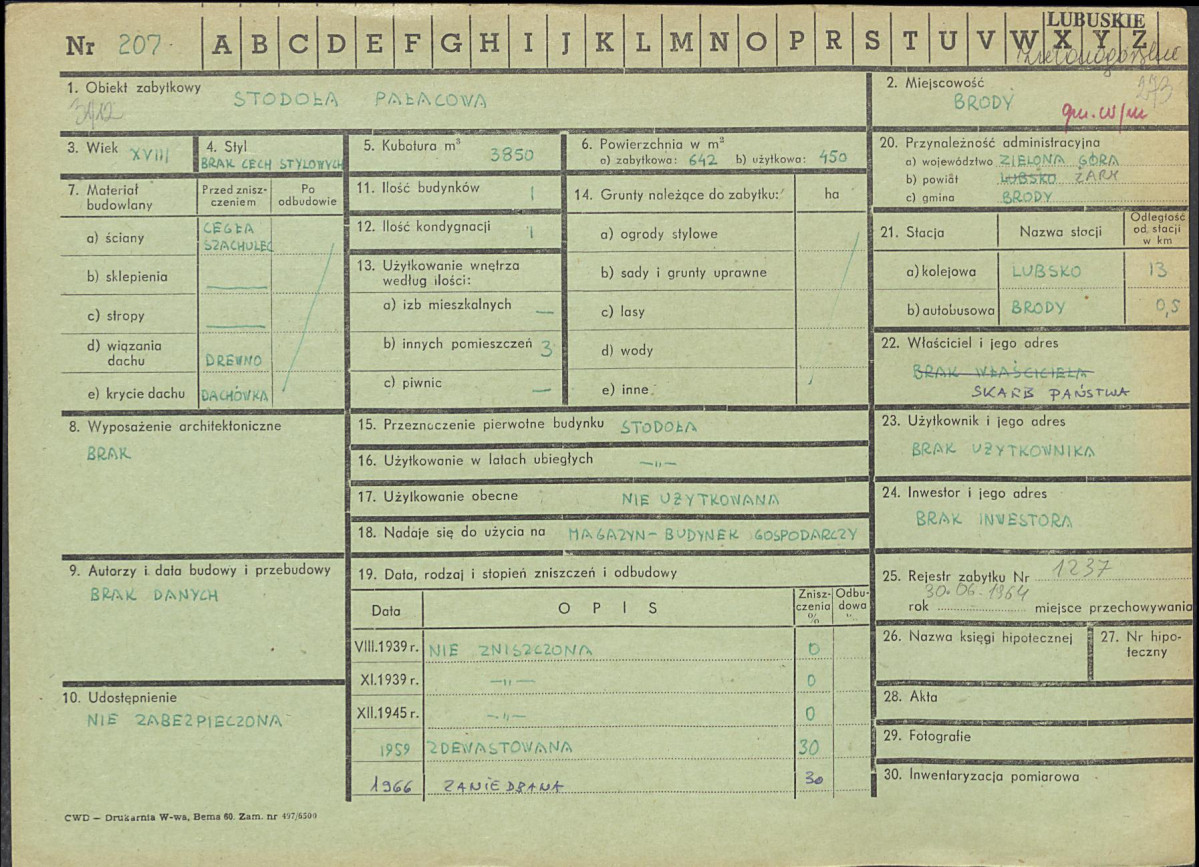 Nr 207
A B C D E F G H I J K L M N O P R S T U V W X Y Z
LUBUSKIE
zielonogórskie
1. Obiekt zabytkowy
STODOŁA PAŁACOWA
2. Miejscowość
273
BRODY
gm. w/m
3. Wiek XVIII
4. Styl
BRAK CECH STYLOWYCH
5. Kubatura m³ 3850
6. Powierzchnia w m²
a) zabytkowa: 642 b) użytkowa: 450
20. Przynależność administracyjna
a) województwo ZIELONA GÓRA
b) powiat LUBSKO ŻARY
c) gmina BRODY
7. Materiał budowlany
Przed zniszczeniem
Po odbudowie
a) ściany CEGŁA
SZACHULEC
b) sklepienia —
c) stropy —
d) wiązania dachu DREWNO
e) krycie dachu DACHÓWKA
11. Ilość budynków 1
12. Ilość kondygnacji 1
13. Użytkowanie wnętrza według ilości:
a) izb mieszkalnych —
b) innych pomieszczeń 3
c) piwnic —
14. Grunty należące do zabytku: ha
a) ogrody stylowe
b) sady i grunty uprawne
c) lasy
d) wody
e) inne
21. Stacja
Nazwa stacji
Odległość od. stacji w km
a) kolejowa LUBSKO 13
b) autobusowa BRODY 0,5
22. Właściciel i jego adres
BRAK WŁAŚCICIELA
SKARB PAŃSTWA
8. Wyposażenie architektoniczne
BRAK
15. Przeznaczenie pierwotne budynku STODOŁA
16. Użytkowanie w latach ubiegłych —„—
17. Użytkowanie obecne NIE UŻYTKOWANA
18. Nadaje się do użycia na MAGAZYN - BUDYNEK GOSPODARCZY
23. Użytkownik i jego adres
BRAK UŻYTKOWNIKA
24. Inwestor i jego adres
BRAK INWESTORA
9. Autorzy i data budowy i przebudowy
BRAK DANYCH
10. Udostępnienie
NIE ZABEZPIECZONA
19. Data, rodzaj i stopień zniszczeń i odbudowy
Data
OPIS
Zniszczenia %
Odbudowa
VIII.1939 r. NIE ZNISZCZONA 0
XI.1939 r. —„— 0
XII.1945 r. —„— 0
1959 ZDEWASTOWANA 30
1966 ZANIEDBANA 30
25. Rejestr zabytku Nr 1237
30.06.1964
rok miejsce przechowywania
26. Nazwa księgi hipotecznej
27. Nr hipoteczny
28. Akta
29. Fotografie
30. Inwentaryzacja pomiarowa
CWD — Drukarnia W-wa, Bema 60. Zam. nr 497/6500